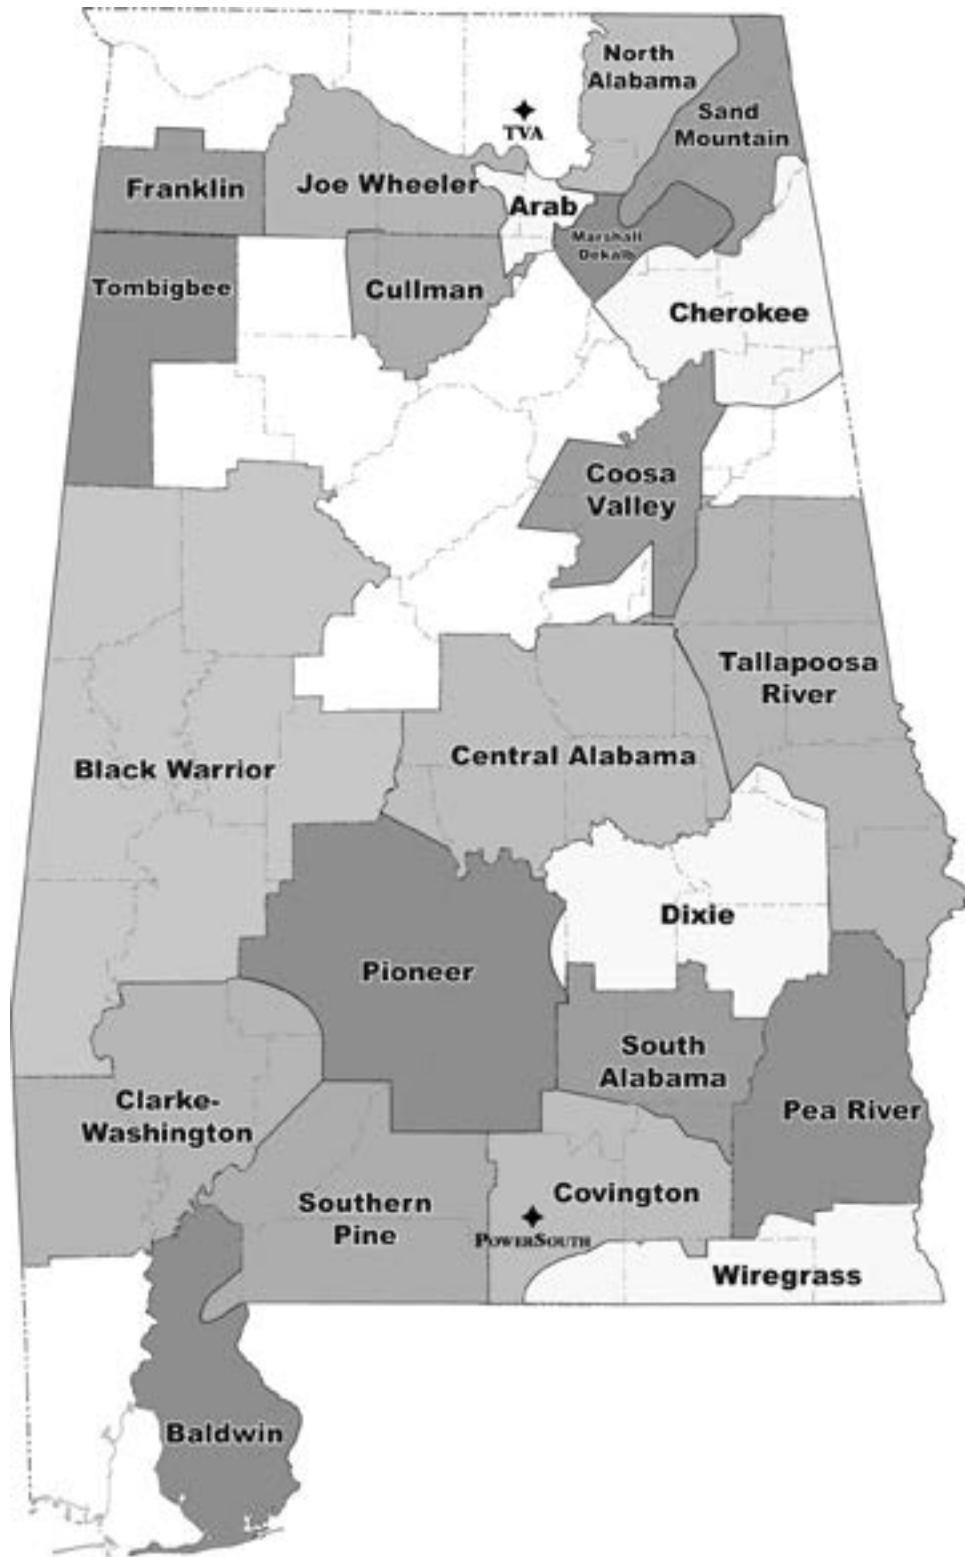 North
Alabama
Sand
Mountain
TVA
Franklin
Joe Wheeler
Arab
Marshall
Dekalb
Tombigbee
Cullman
Cherokee
Coosa
Valley
Tallapoosa
River
Black Warrior
Central Alabama
Dixie
Pioneer
South
Alabama
Clarke-
Washington
Pea River
Southern
Pine
Covington
PowerSouth
Wiregrass
Baldwin